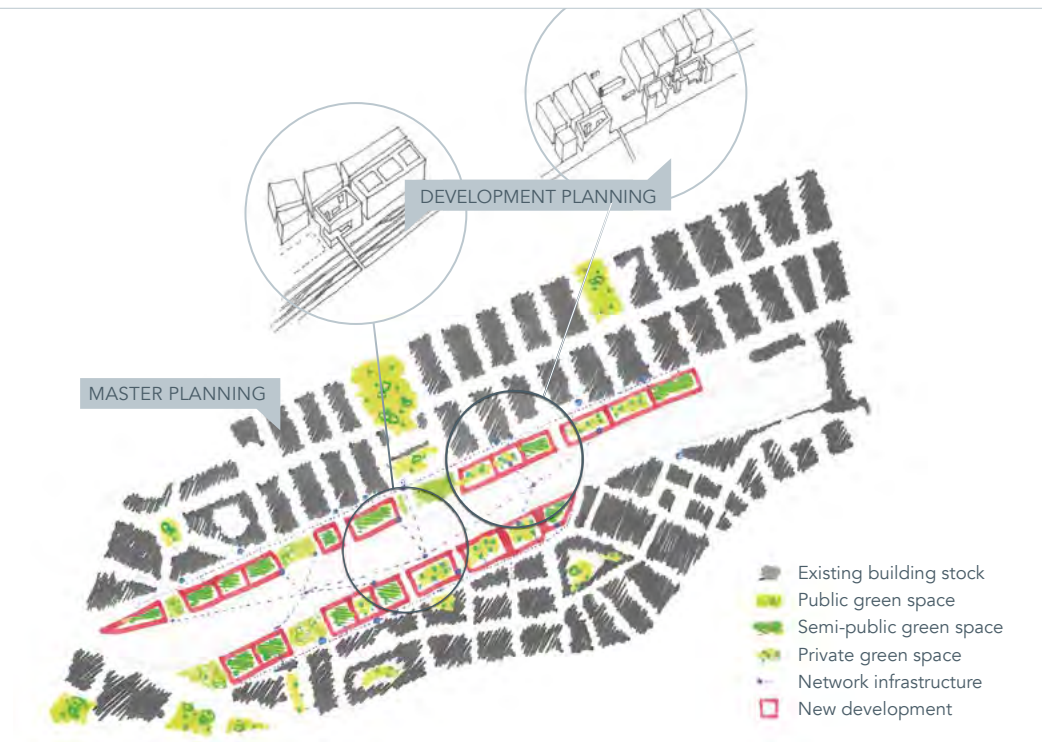 DEVELOPMENT PLANNING
MASTER PLANNING
Existing building stock
Public green space
Semi-public green space
Private green space
Network infrastructure
New development